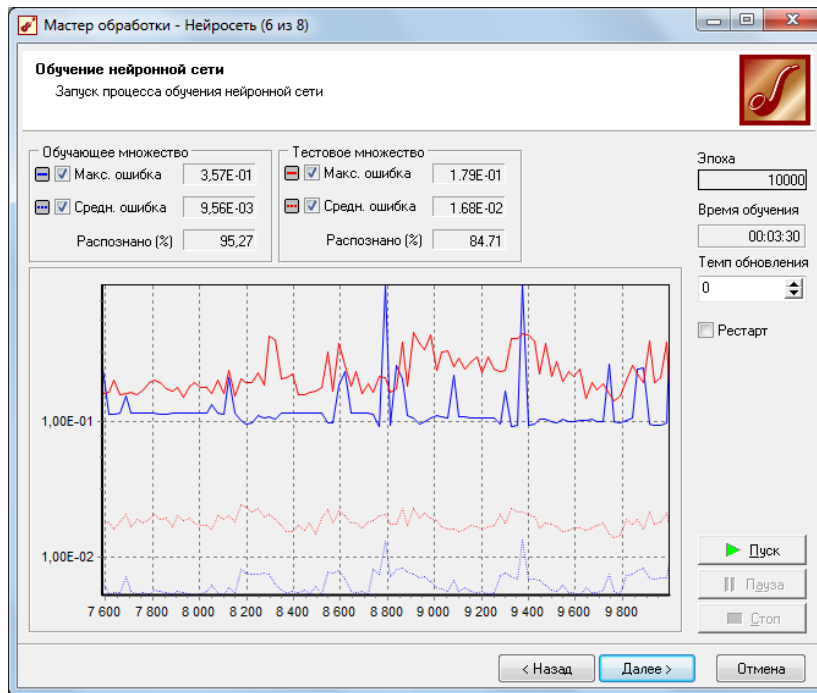 Мастер обработки - Нейросеть (6 из 8)
Обучение нейронной сети
Запуск процесса обучения нейронной сети
Обучающее множество
Макс. ошибка 3,57E-01
Средн. ошибка 9,56E-03
Распознано (%) 95,27
Тестовое множество
Макс. ошибка 1.79E-01
Средн. ошибка 1.68E-02
Распознано (%) 84.71
Эпоха
10000
Время обучения
00:03:30
Темп обновления
0
Рестарт
1,00E-01
1,00E-02
7 600 7 800 8 000 8 200 8 400 8 600 8 800 9 000 9 200 9 400 9 600 9 800
Пуск
Пауза
Стоп
< Назад
Далее >
Отмена